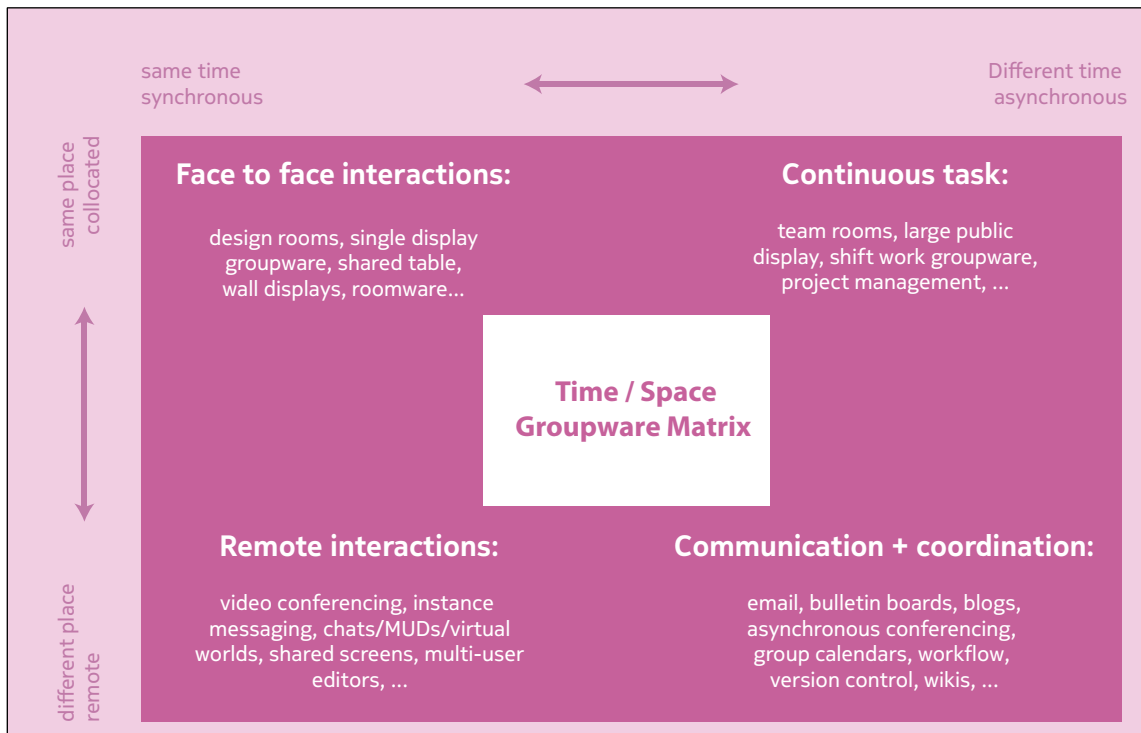 same time
synchronous
Different time
asynchronous
same place
collocated
Face to face interactions:
design rooms, single display
groupware, shared table,
wall displays, roomware...
Continuous task:
team rooms, large public
display, shift work groupware,
project management, ...
Time / Space
Groupware Matrix
different place
remote
Remote interactions:
video conferencing, instance
messaging, chats/MUDs/virtual
worlds, shared screens, multi-user
editors, ...
Communication + coordination:
email, bulletin boards, blogs,
asynchronous conferencing,
group calendars, workflow,
version control, wikis, ...